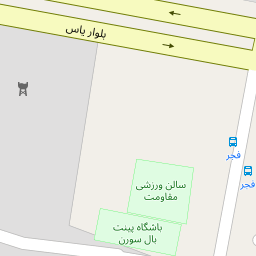 بلوار یاس
فجر
فجر
سالن ورزشی
مقاومت
باشگاه پینت
بال سورن